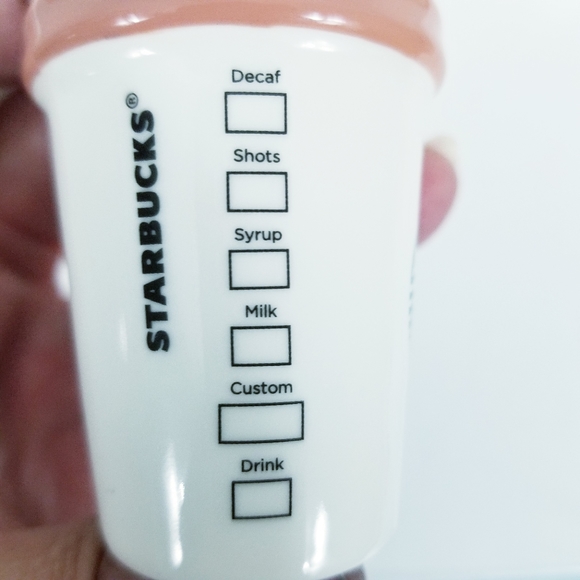 STARBUCKS®
Decaf
Shots
Syrup
Milk
Custom
Drink